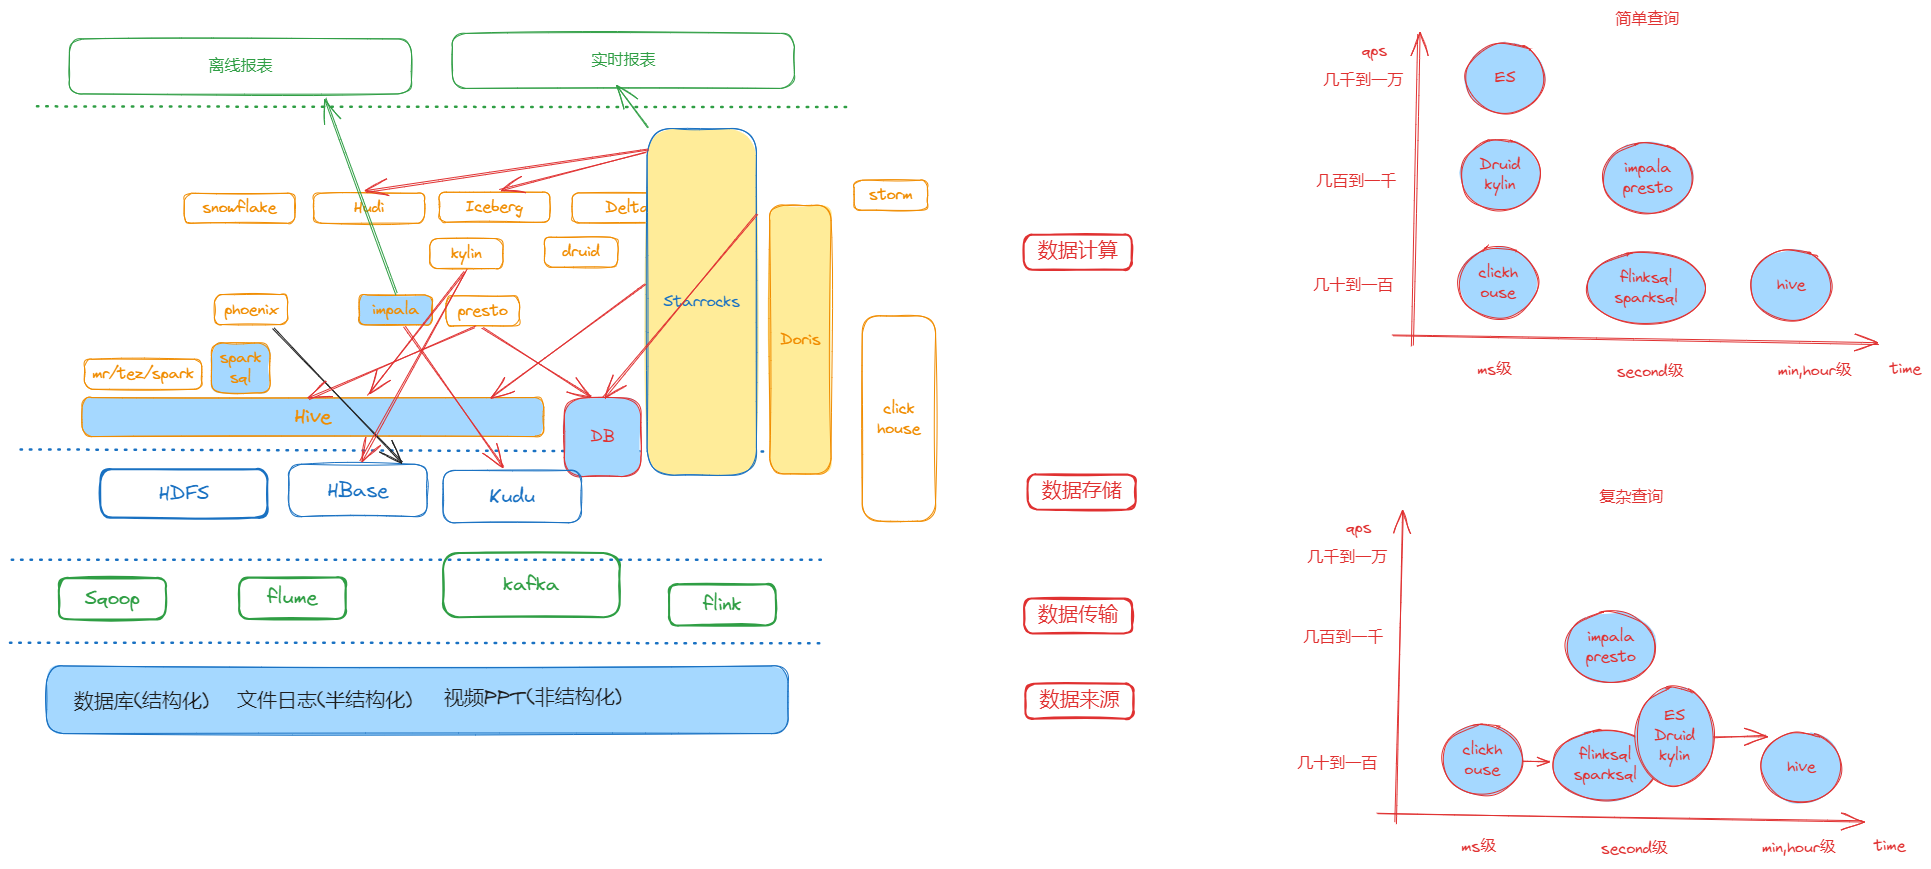 离线报表
实时报表
snowflake
Hudi
Iceberg
Delta
storm
kylin
druid
phoenix
impala
presto
Starrocks
Doris
mr/tez/spark
spark
sql
Hive
DB
click
house
HDFS
HBase
Kudu
Sqoop
flume
kafka
flink
数据库(结构化)
文件日志(半结构化)
视频PPT(非结构化)
数据计算
数据存储
数据传输
数据来源
简单查询
qps
几千到一万
ES
几百到一千
Druid
kylin
impala
presto
几十到一百
clickh
ouse
flinksql
sparksql
hive
ms级
second级
min,hour级
time
复杂查询
qps
几千到一万
几百到一千
impala
presto
几十到一百
clickh
ouse
flinksql
sparksql
ES
Druid
kylin
hive
ms级
second级
min,hour级
time